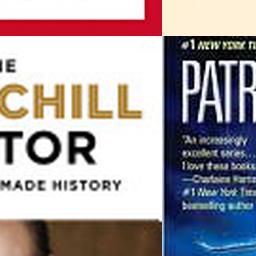 HE
CHILL
TOR
MADE HISTORY
#1 NEW YORK TI
PATR
"An increasingly
excellent series...
I love these books
—Charlaine Harris
#1 New York Times
bestselling author